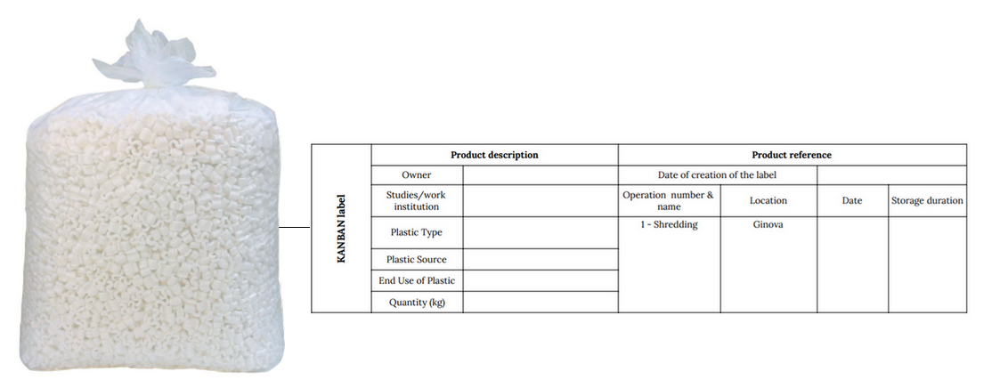 KANBAN label
Product description
Product reference
Owner
Date of creation of the label
Studies/work
institution
Operation number &
name
Location
Date
Storage duration
Plastic Type
1 - Shredding
Ginova
Plastic Source
End Use of Plastic
Quantity (kg)